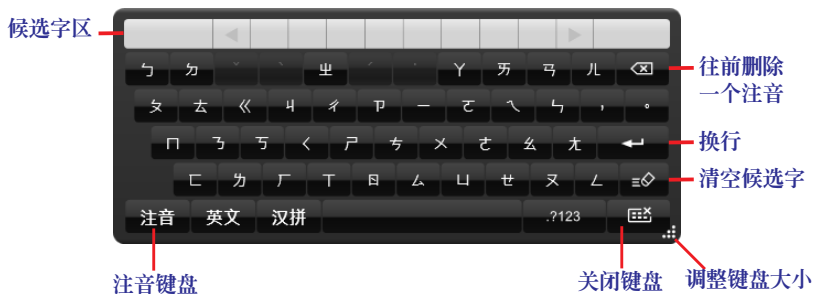 候选字区
ㄅ ㄉ ˇ ˋ ㄓ ˊ ˙ ㄚ ㄞ ㄢ ㄦ
往前删除
一个注音
ㄆ ㄊ ㄍ ㄐ ㄔ ㄗ ㄧ ㄛ ㄟ ㄣ , 。
ㄇ ㄋ ㄎ ㄑ ㄕ ㄘ ㄨ ㄜ ㄠ ㄤ
换行
ㄈ ㄌ ㄏ ㄒ ㄖ ㄙ ㄩ ㄝ ㄡ ㄥ
清空候选字
注音 英文 汉拼 .?123
注音键盘
关闭键盘
调整键盘大小